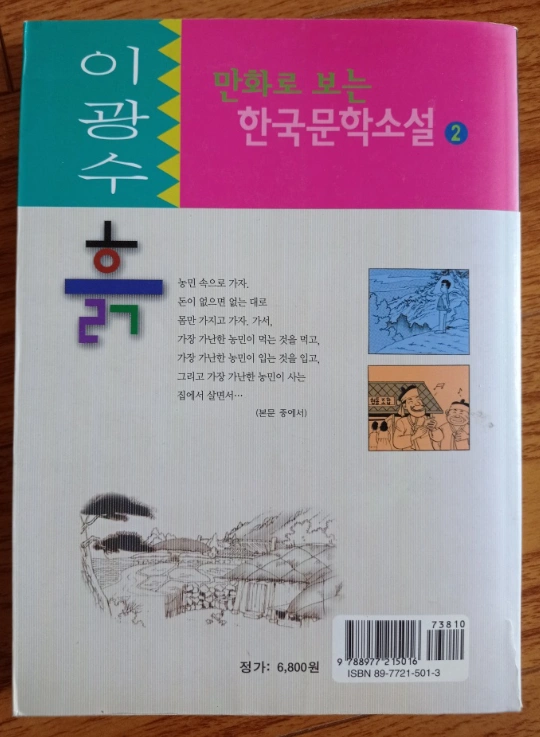 이광수
만화로 보는
한국문학소설 2
흙
농민 속으로 가자.
돈이 없으면 없는 대로
몸만 가지고 가자. 가서,
가장 가난한 농민이 먹는 것을 먹고,
가장 가난한 농민이 입는 것을 입고,
그리고 가장 가난한 농민이 사는
집에서 살면서…
(본문 중에서)
정가: 6,800원
73810
9 788977 215016
ISBN 89-7721-501-3